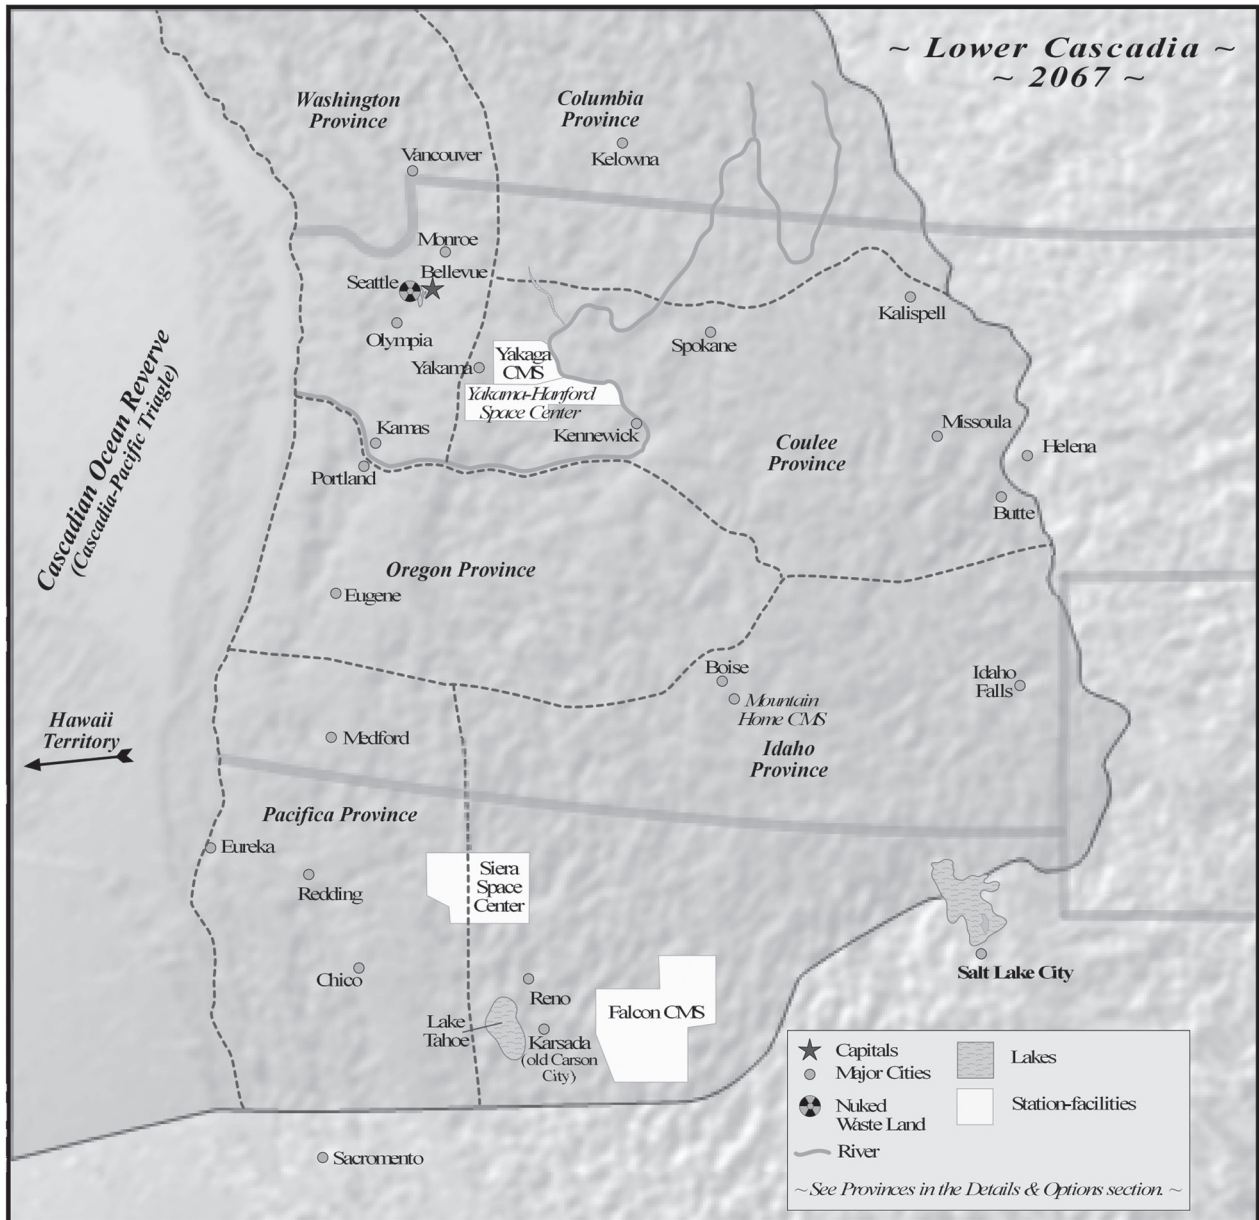 ~ Lower Cascadia ~
~ 2067 ~
Washington
Province
Columbia
Province
Vancouver
Kelowna
Monroe
Bellevue
Seattle
Olympia
Yakama
Yakaga
CMS
Yakama-Hanford
Space Center
Spokane
Kalispell
Kamas
Kennewick
Portland
Coulee
Province
Missoula
Helena
Butte
Cascadian Ocean Reserve
(Cascadia-Pacific Triagle)
Oregon Province
Eugene
Boise
Mountain
Home CMS
Idaho
Falls
Hawaii
Territory
Medford
Idaho
Province
Pacifica Province
Eureka
Redding
Siera
Space
Center
Chico
Reno
Lake
Tahoe
Karsada
(old Carson
City)
Falcon CMS
Salt Lake City
Sacromento
Capitals
Major Cities
Nuked
Waste Land
River
Lakes
Station-facilities
~ See Provinces in the Details & Options section. ~